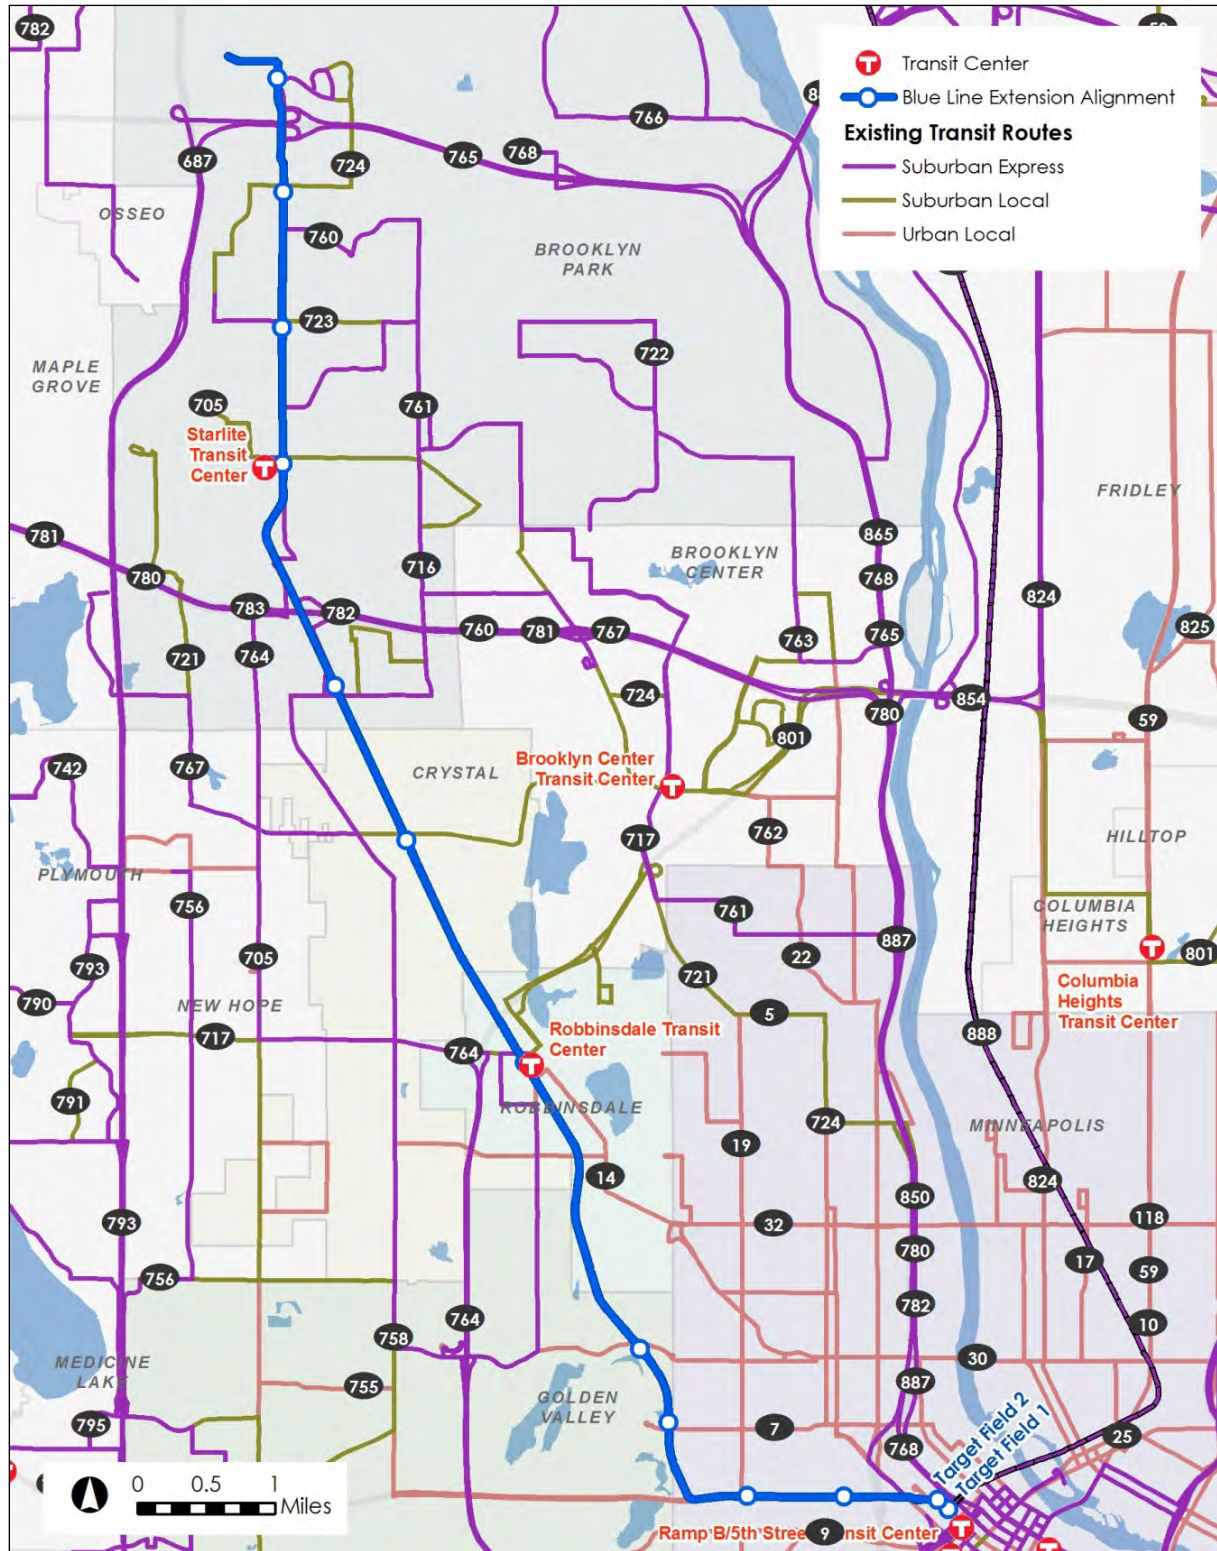 782
Transit Center
Blue Line Extension Alignment
Existing Transit Routes
Suburban Express
Suburban Local
Urban Local
766
768
765
724
687
OSSEO
760
BROOKLYN
PARK
723
722
MAPLE
GROVE
705
761
Starlite
Transit
Center
FRIDLEY
781
865
BROOKLYN
CENTER
780
716
768
783
782
824
760
781
767
763
765
825
721
764
724
854
780
59
801
742
767
CRYSTAL
Brooklyn Center
Transit Center
717
762
HILLTOP
PLYMOUTH
756
761
COLUMBIA
HEIGHTS
887
793
705
22
801
721
Columbia
Heights
Transit Center
790
NEW HOPE
5
717
Robbinsdale Transit
Center
888
764
791
ROBBINSDALE
724
MINNEAPOLIS
19
14
824
850
793
32
118
780
17
59
756
782
764
10
758
30
MEDICINE
LAKE
755
887
GOLDEN
VALLEY
795
7
25
768
Target Field 2
Target Field 1
0 0.5 1
Miles
Ramp B/5th Stree
9
nsit Center